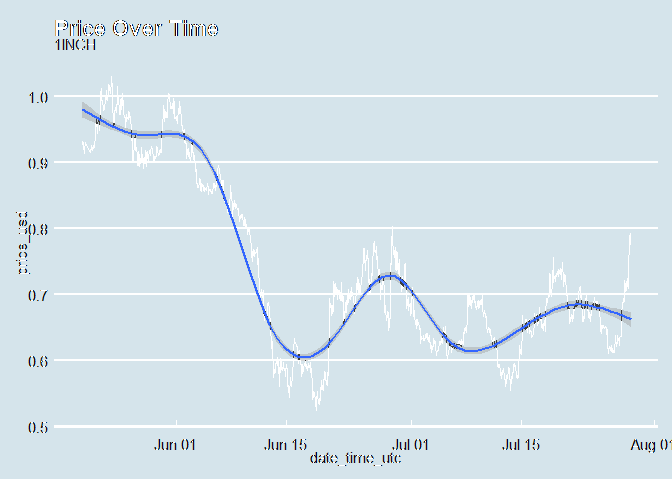 Price Over Time
1INCH
1.0
0.9
0.8
0.7
0.6
0.5
price_usd
Jun 01
Jun 15
Jul 01
Jul 15
Aug 01
date_time_utc